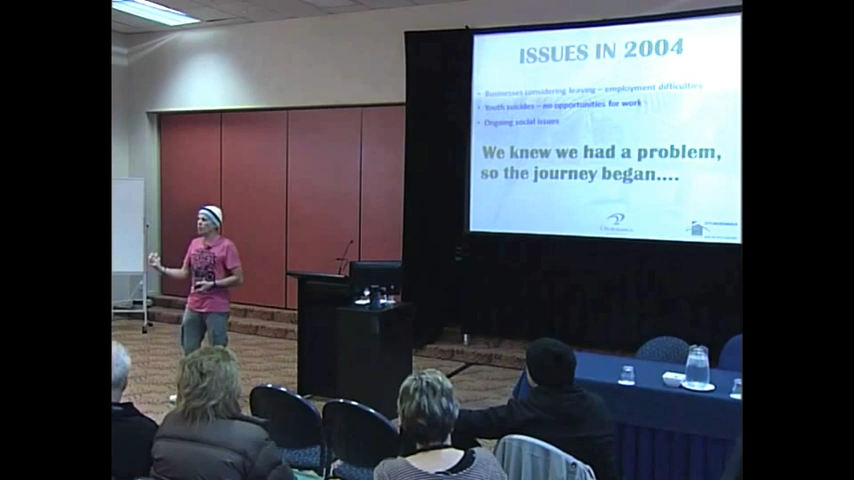 ISSUES IN 2004
• Businesses considering leaving – employment difficulties
• Youth suicides – no opportunities for work
• Ongoing social issues
We knew we had a problem,
so the journey began....